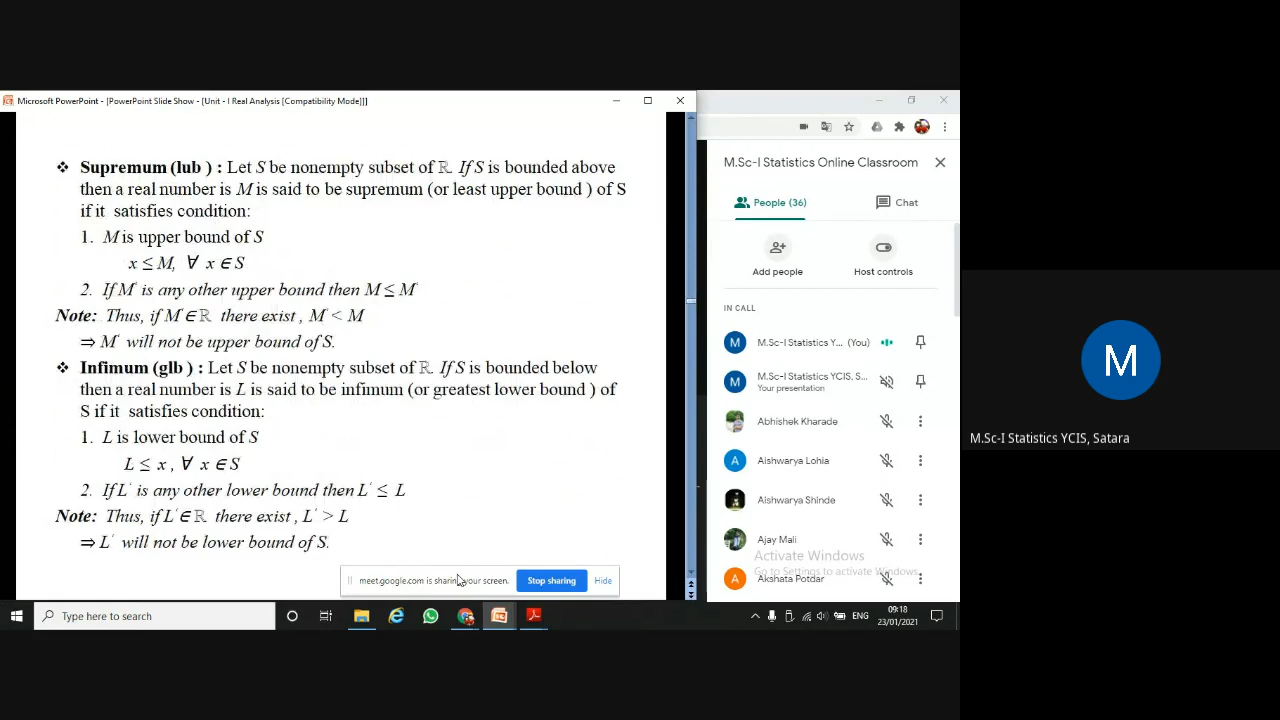 Microsoft PowerPoint - [PowerPoint Slide Show - [Unit - I Real Analysis [Compatibility Mode]]]
❖ Supremum (lub ) : Let S be nonempty subset of ℝ. If S is bounded above
then a real number is M is said to be supremum (or least upper bound ) of S
if it satisfies condition:
1. M is upper bound of S
x ≤ M, ∀ x ∈ S
2. If M' is any other upper bound then M ≤ M'
Note: Thus, if M' ∈ ℝ there exist , M' < M
⇒ M' will not be upper bound of S.
❖ Infimum (glb ) : Let S be nonempty subset of ℝ. If S is bounded below
then a real number is L is said to be infimum (or greatest lower bound ) of
S if it satisfies condition:
1. L is lower bound of S
L ≤ x , ∀ x ∈ S
2. If L' is any other lower bound then L' ≤ L
Note: Thus, if L' ∈ ℝ there exist , L' > L
⇒ L' will not be lower bound of S.
meet.google.com is sharing your screen.
Stop sharing
Hide
M.Sc-I Statistics Online Classroom
People (36)
Chat
Add people
Host controls
IN CALL
M M.Sc-I Statistics Y... (You)
M M.Sc-I Statistics YCIS, S...
Your presentation
Abhishek Kharade
A Aishwarya Lohia
Aishwarya Shinde
Ajay Mali
A Akshata Potdar
Activate Windows
Go to Settings to activate Windows.
Type here to search
ENG
09:18
23/01/2021
M
M.Sc-I Statistics YCIS, Satara